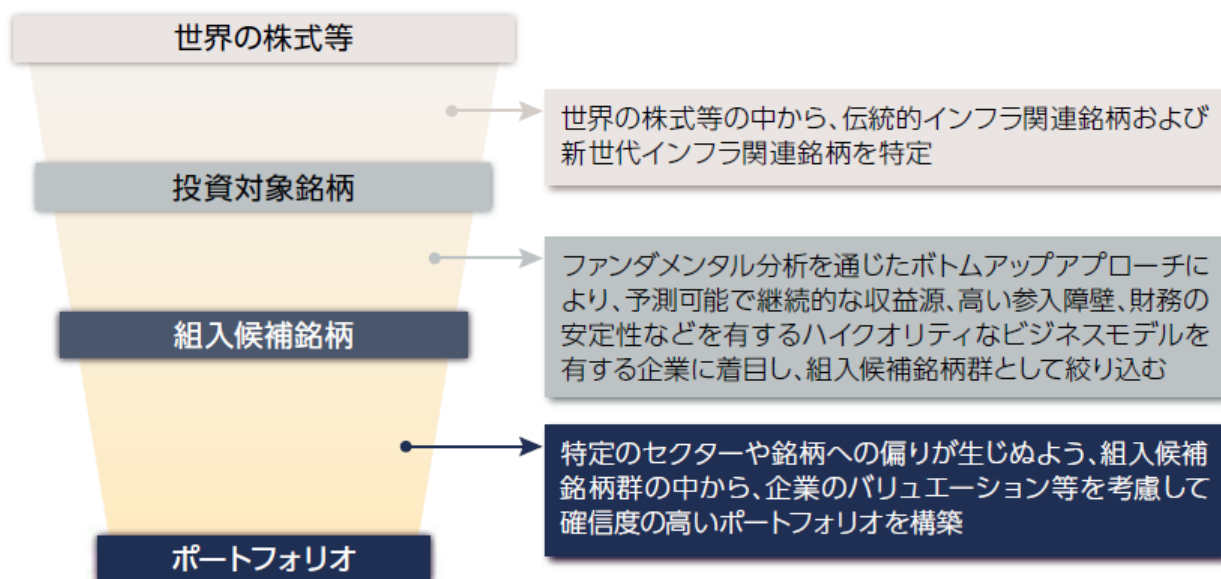 世界の株式等
世界の株式等の中から、伝統的インフラ関連銘柄および
新世代インフラ関連銘柄を特定
投資対象銘柄
ファンダメンタル分析を通じたボトムアップアプローチに
より、予測可能で継続的な収益源、高い参入障壁、財務の
安定性などを有するハイクオリティなビジネスモデルを
有する企業に着目し、組入候補銘柄群として絞り込む
組入候補銘柄
特定のセクターや銘柄への偏りが生じぬよう、組入候補
銘柄群の中から、企業のバリュエーション等を考慮して
確信度の高いポートフォリオを構築
ポートフォリオ